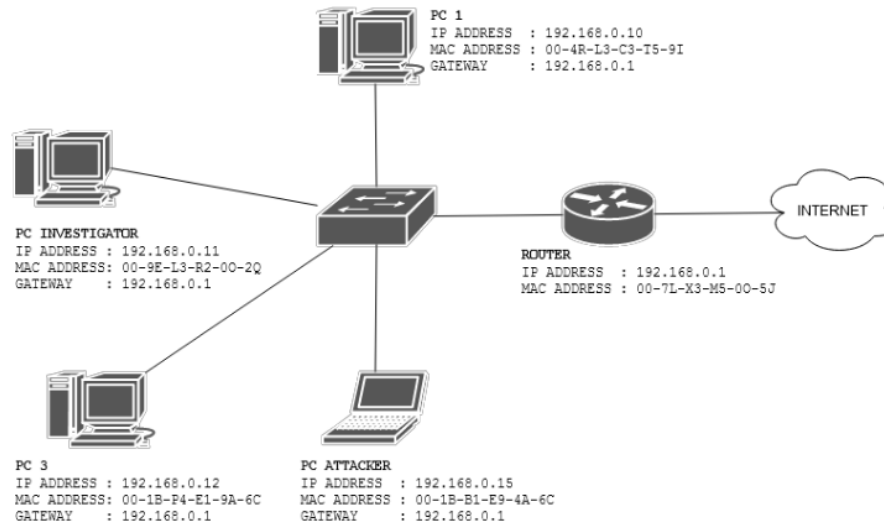 PC 1
IP ADDRESS : 192.168.0.10
MAC ADDRESS : 00-4R-L3-C3-T5-9I
GATEWAY : 192.168.0.1
PC INVESTIGATOR
IP ADDRESS : 192.168.0.11
MAC ADDRESS: 00-9E-L3-R2-0O-2Q
GATEWAY : 192.168.0.1
INTERNET
ROUTER
IP ADDRESS : 192.168.0.1
MAC ADDRESS : 00-7L-X3-M5-0O-5J
PC 3
IP ADDRESS : 192.168.0.12
MAC ADDRESS: 00-1B-P4-E1-9A-6C
GATEWAY : 192.168.0.1
PC ATTACKER
IP ADDRESS : 192.168.0.15
MAC ADDRESS : 00-1B-B1-E9-4A-6C
GATEWAY : 192.168.0.1